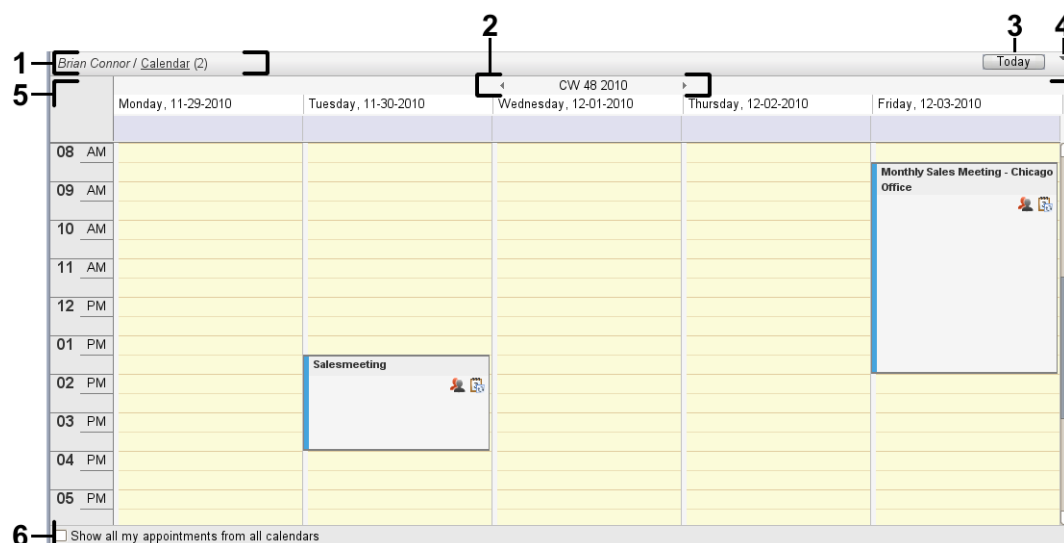 2
3
4
1
Brian Connor / Calendar (2)
Today
5
CW 48 2010
Monday, 11-29-2010
Tuesday, 11-30-2010
Wednesday, 12-01-2010
Thursday, 12-02-2010
Friday, 12-03-2010
08 AM
Monthly Sales Meeting - Chicago
Office
09 AM
10 AM
11 AM
12 PM
01 PM
Salesmeeting
02 PM
03 PM
04 PM
05 PM
6
Show all my appointments from all calendars